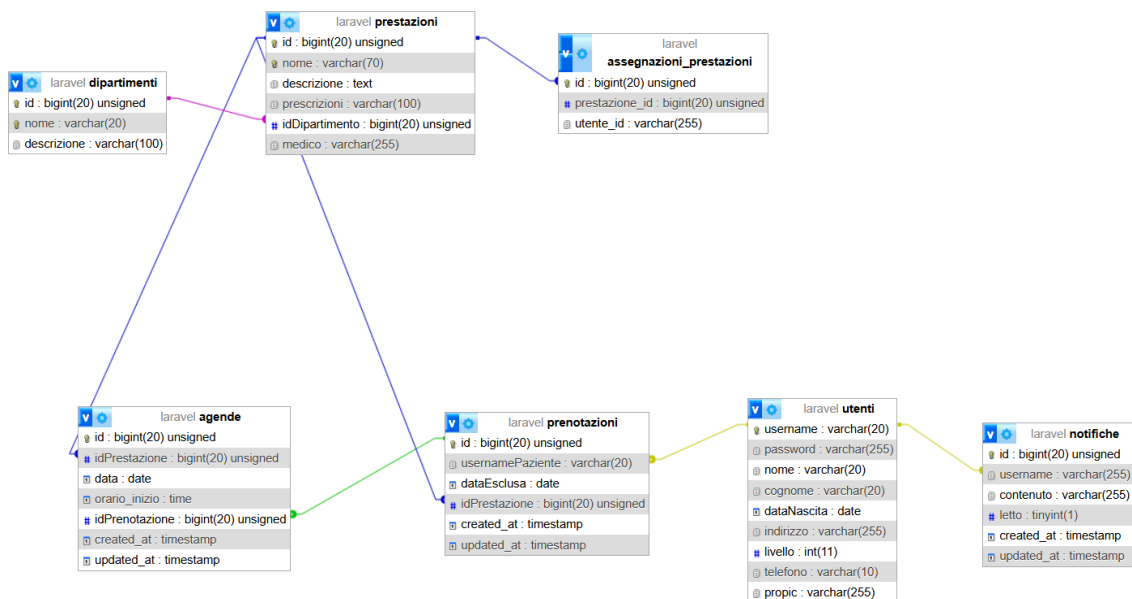 laravel prestazioni
id : bigint(20) unsigned
nome : varchar(70)
descrizione : text
prescrizioni : varchar(100)
idDipartimento : bigint(20) unsigned
medico : varchar(255)
laravel
assegnazioni_prestazioni
id : bigint(20) unsigned
prestazione_id : bigint(20) unsigned
utente_id : varchar(255)
laravel dipartimenti
id : bigint(20) unsigned
nome : varchar(20)
descrizione : varchar(100)
laravel agende
id : bigint(20) unsigned
idPrestazione : bigint(20) unsigned
data : date
orario_inizio : time
idPrenotazione : bigint(20) unsigned
created_at : timestamp
updated_at : timestamp
laravel prenotazioni
id : bigint(20) unsigned
usernamePaziente : varchar(20)
dataEsclusa : date
idPrestazione : bigint(20) unsigned
created_at : timestamp
updated_at : timestamp
laravel utenti
username : varchar(20)
password : varchar(255)
nome : varchar(20)
cognome : varchar(20)
dataNascita : date
indirizzo : varchar(255)
livello : int(11)
telefono : varchar(10)
propic : varchar(255)
laravel notifiche
id : bigint(20) unsigned
username : varchar(255)
contenuto : varchar(255)
letto : tinyint(1)
created_at : timestamp
updated_at : timestamp